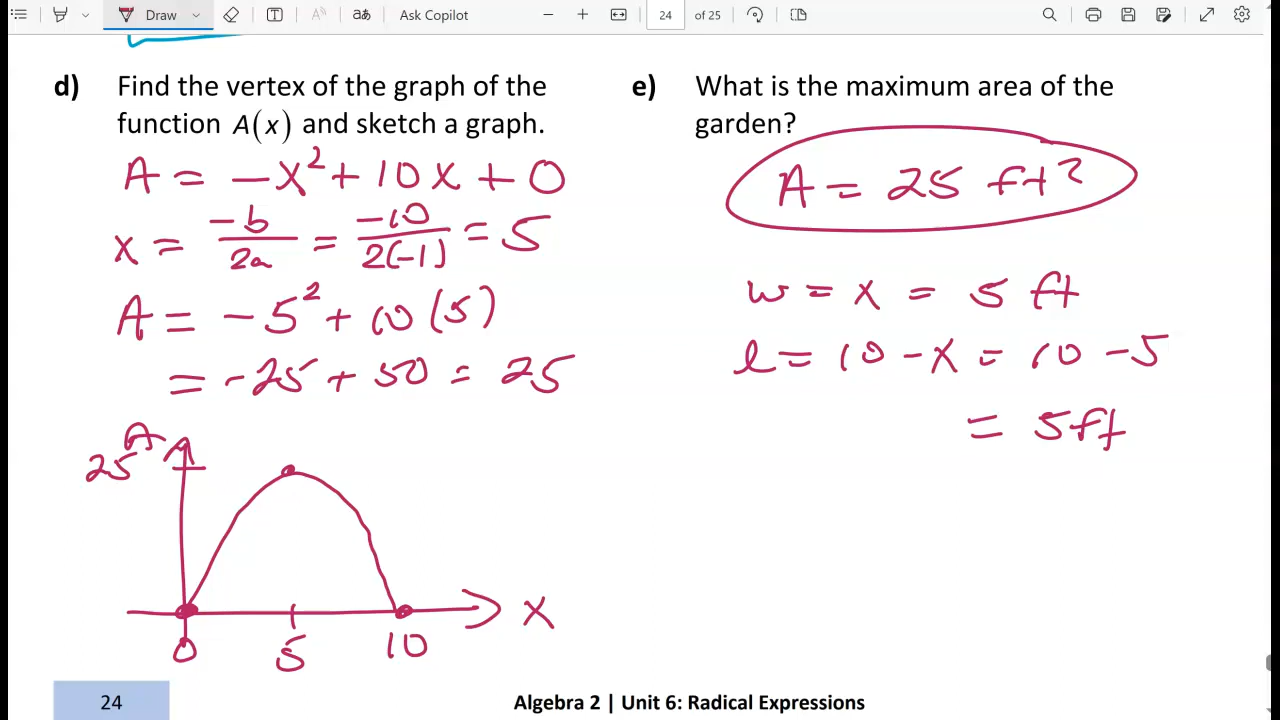 Draw
Ask Copilot
24 of 25
d) Find the vertex of the graph of the
function A(x) and sketch a graph.
A = -x² + 10x + 0
x = -b/2a = -10/2(-1) = 5
A = -5² + 10(5)
= -25 + 50 = 25
A
25
0
5
10
X
e) What is the maximum area of the
garden?
A = 25 ft²
w = x = 5 ft
l = 10 - x = 10 - 5
= 5ft
24
Algebra 2 | Unit 6: Radical Expressions